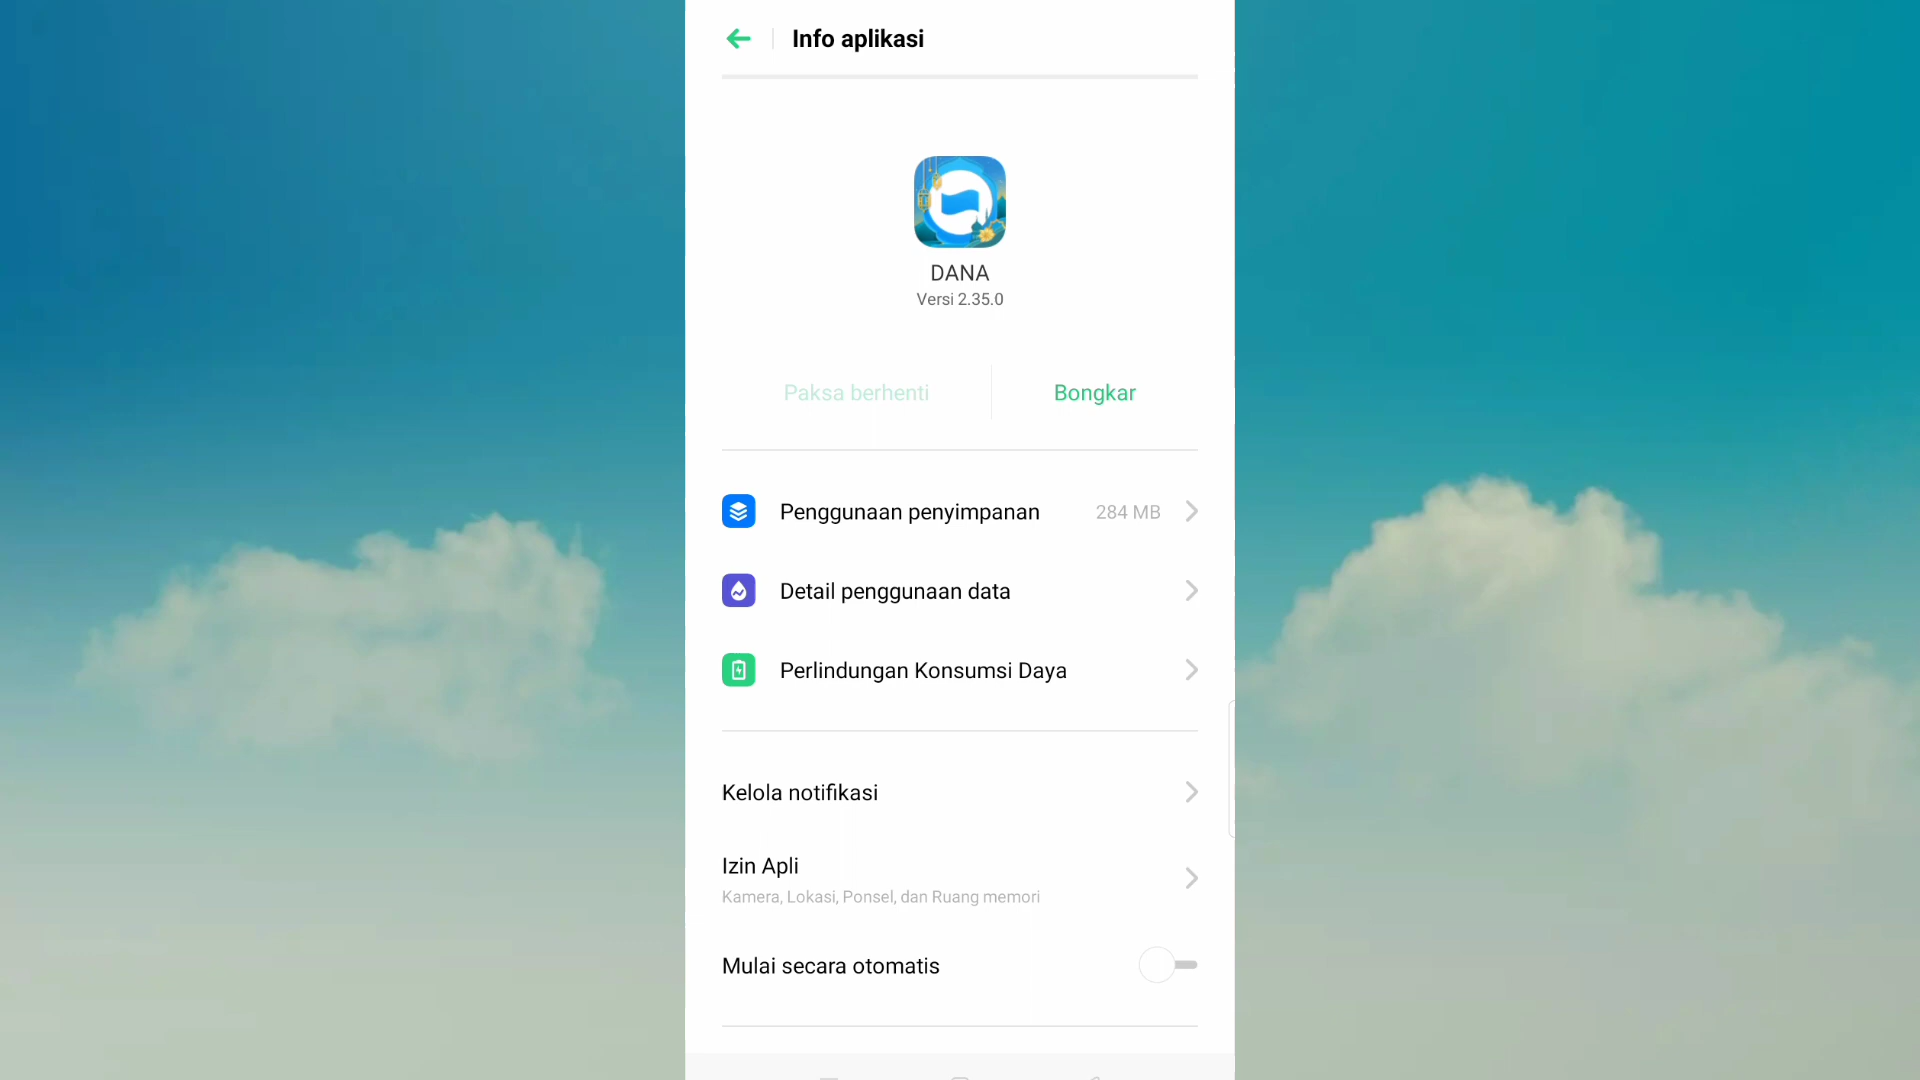 Info aplikasi
DANA
Versi 2.35.0
Paksa berhenti
Bongkar
Penggunaan penyimpanan 284 MB
Detail penggunaan data
Perlindungan Konsumsi Daya
Kelola notifikasi
Izin Apli
Kamera, Lokasi, Ponsel, dan Ruang memori
Mulai secara otomatis